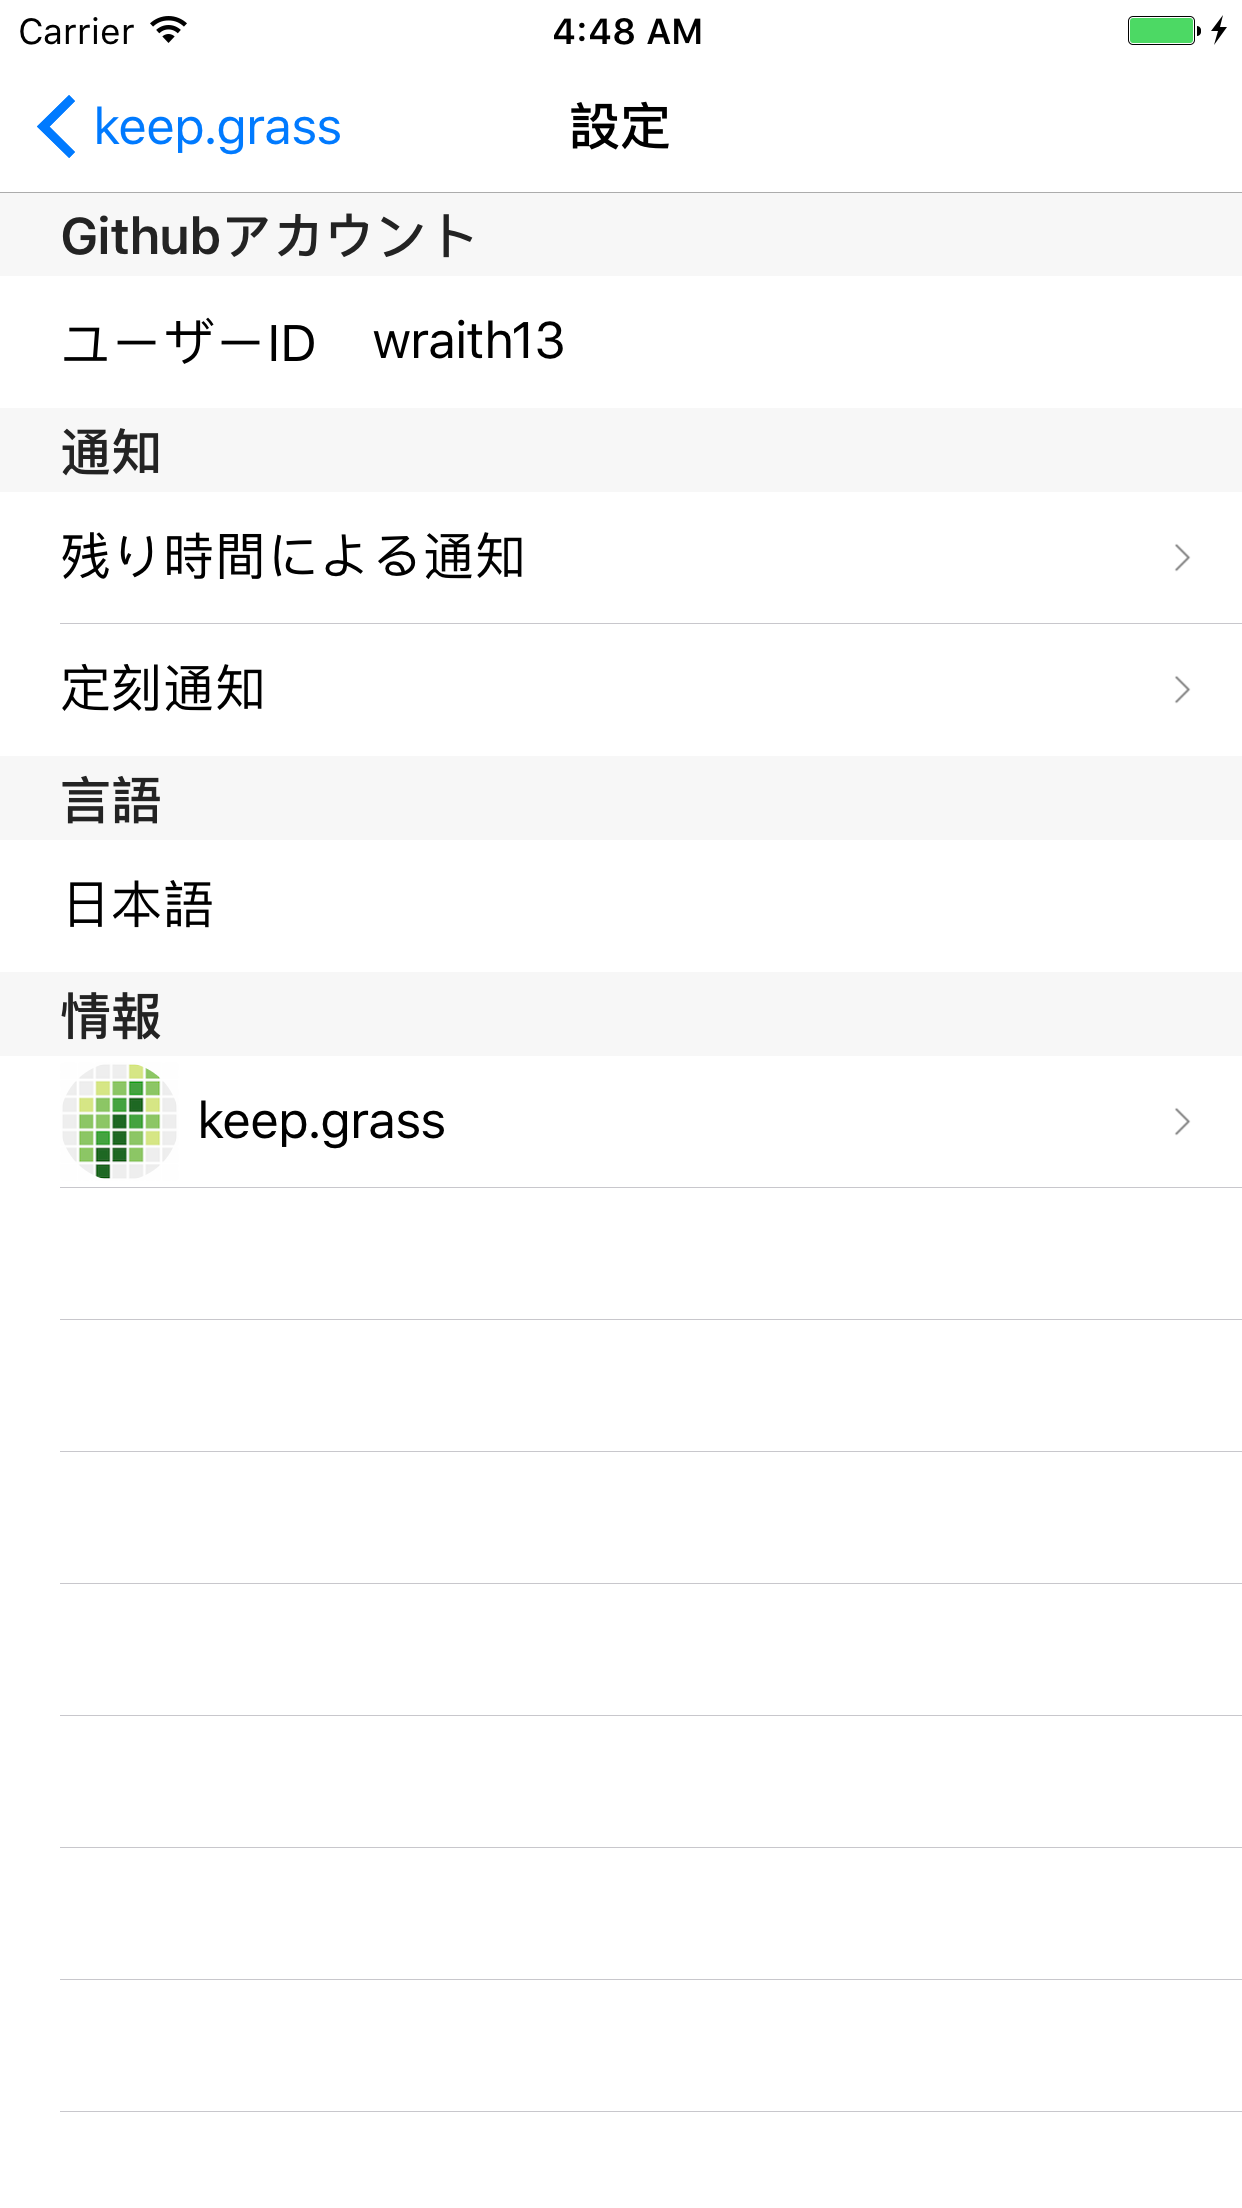 Carrier 4:48 AM
keep.grass 設定
Githubアカウント
ユーザーID wraith13
通知
残り時間による通知
定刻通知
言語
日本語
情報
keep.grass